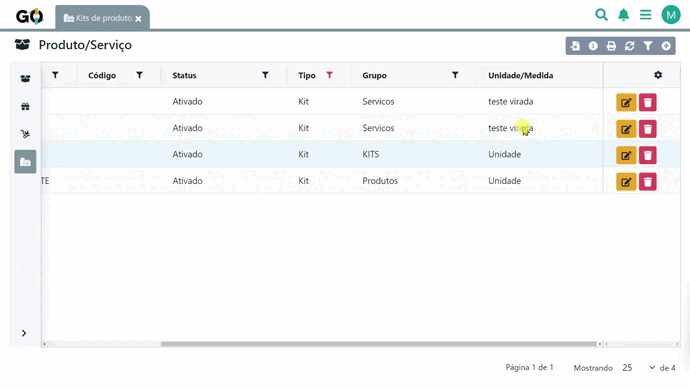 GO
Kits de produto
M
Produto/Serviço
Código Status Tipo Grupo Unidade/Medida
Ativado Kit Servicos teste virada
Ativado Kit Servicos teste virada
Ativado Kit KITS Unidade
TE Ativado Kit Produtos Unidade
Página 1 de 1 Mostrando 25 de 4